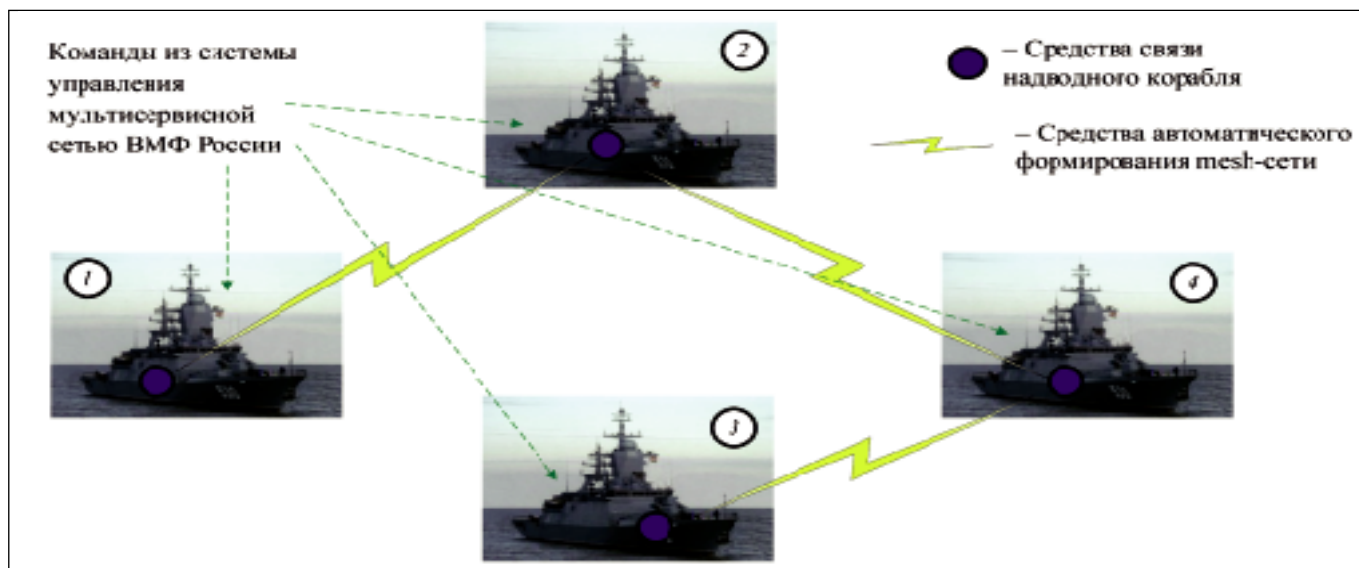 Команды из системы
управления
мультисервисной
сетью ВМФ России
2
– Средства связи
надводного корабля
– Средства автоматического
формирования mesh-сети
1
4
3